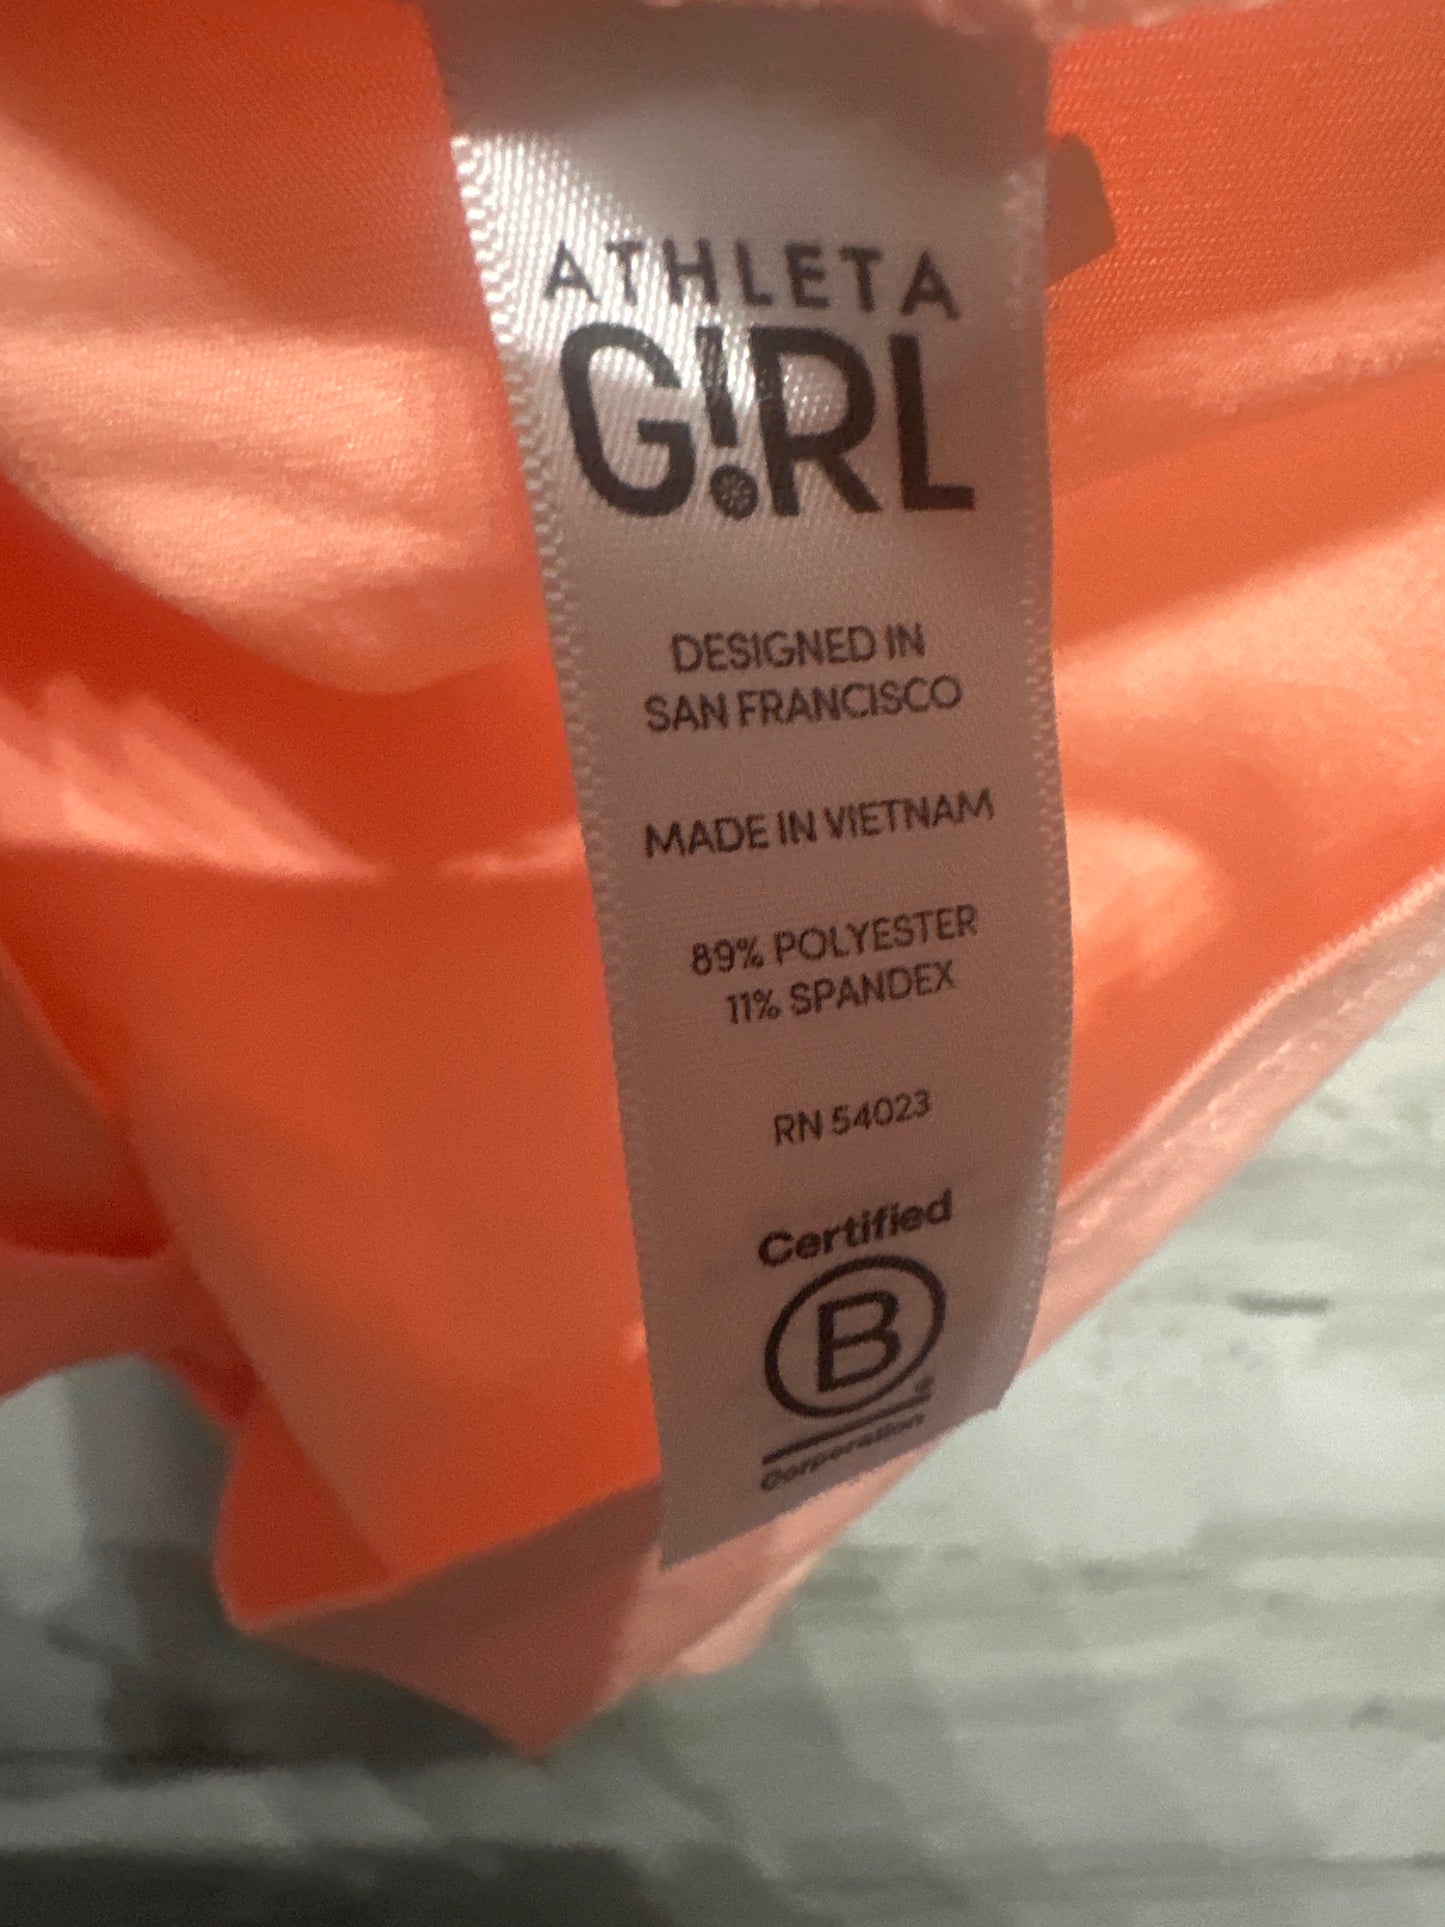 ATHLETA
G!RL
DESIGNED IN
SAN FRANCISCO
MADE IN VIETNAM
89% POLYESTER
11% SPANDEX
RN 54023
Certified
B
®
Corporation